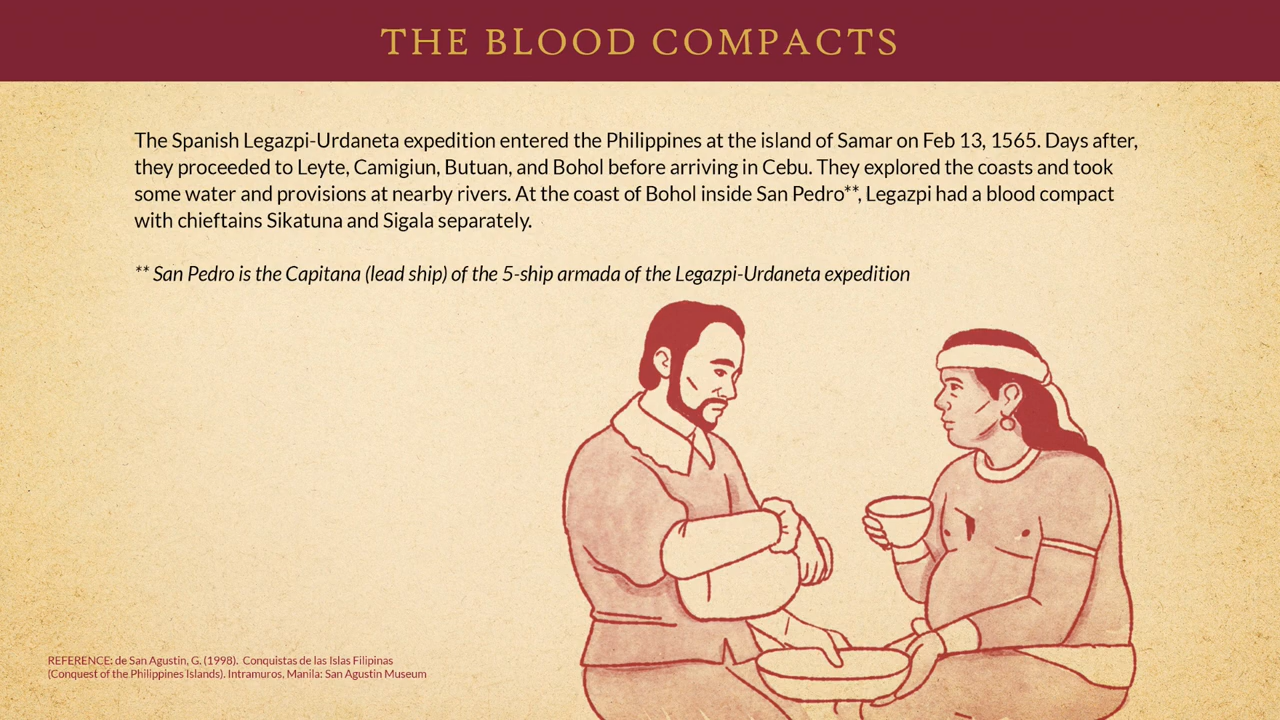 THE BLOOD COMPACTS
The Spanish Legazpi-Urdaneta expedition entered the Philippines at the island of Samar on Feb 13, 1565. Days after,
they proceeded to Leyte, Camigiun, Butuan, and Bohol before arriving in Cebu. They explored the coasts and took
some water and provisions at nearby rivers. At the coast of Bohol inside San Pedro**, Legazpi had a blood compact
with chieftains Sikatuna and Sigala separately.
** San Pedro is the Capitana (lead ship) of the 5-ship armada of the Legazpi-Urdaneta expedition
REFERENCE: de San Agustin, G. (1998). Conquistas de las Islas Filipinas
(Conquest of the Philippines Islands). Intramuros, Manila: San Agustin Museum